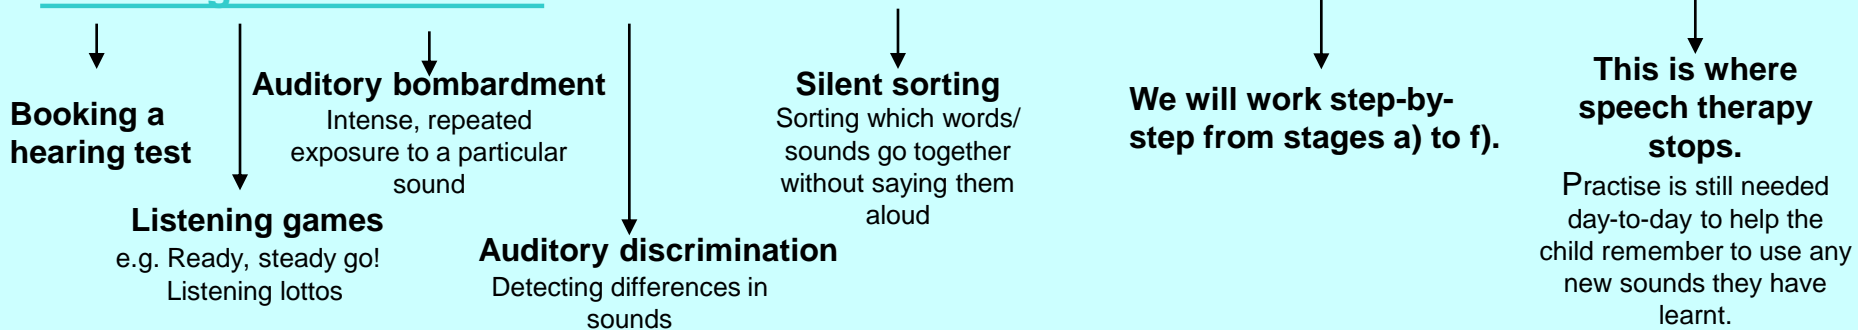 Booking a
hearing test
Listening games
e.g. Ready, steady go!
Listening lottos
Auditory bombardment
Intense, repeated
exposure to a particular
sound
Auditory discrimination
Detecting differences in
sounds
Silent sorting
Sorting which words/
sounds go together
without saying them
aloud
We will work step-by-
step from stages a) to f).
This is where
speech therapy
stops.
Practise is still needed
day-to-day to help the
child remember to use any
new sounds they have
learnt.